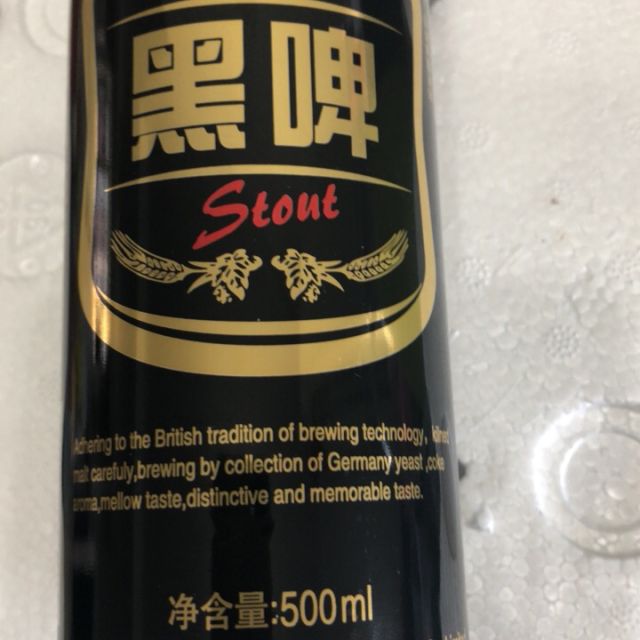 黑啤
Stout
Adhering to the British tradition of brewing technology,
malt carefuly,brewing by collection of Germany yeast ,coke
aroma,mellow taste,distinctive and memorable taste.
净含量:500ml